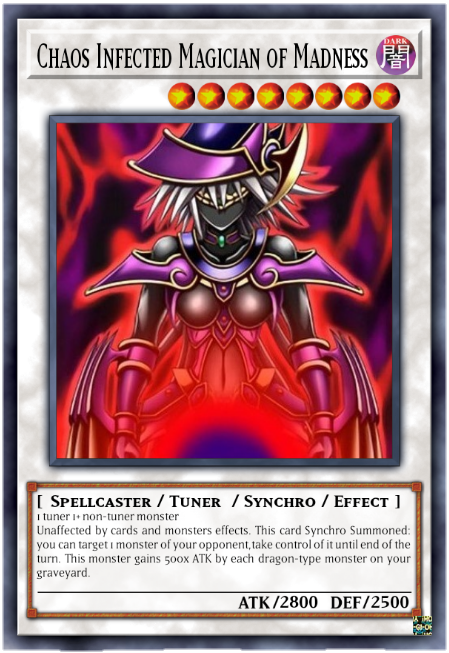 Chaos Infected Magician of Madness
DARK
闇
[ Spellcaster / Tuner / Synchro / Effect ]
1 tuner 1+ non-tuner monster
Unaffected by cards and monsters effects. This card Synchro Summoned:
you can target 1 monster of your opponent,take control of it until end of the
turn. This monster gains 500x ATK by each dragon-type monster on your
graveyard.
ATK/2800 DEF/2500